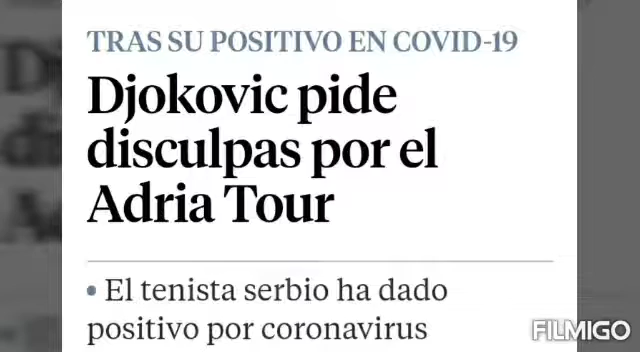 TRAS SU POSITIVO EN COVID-19
Djokovic pide
disculpas por el
Adria Tour
• El tenista serbio ha dado
positivo por coronavirus
FILMIGO